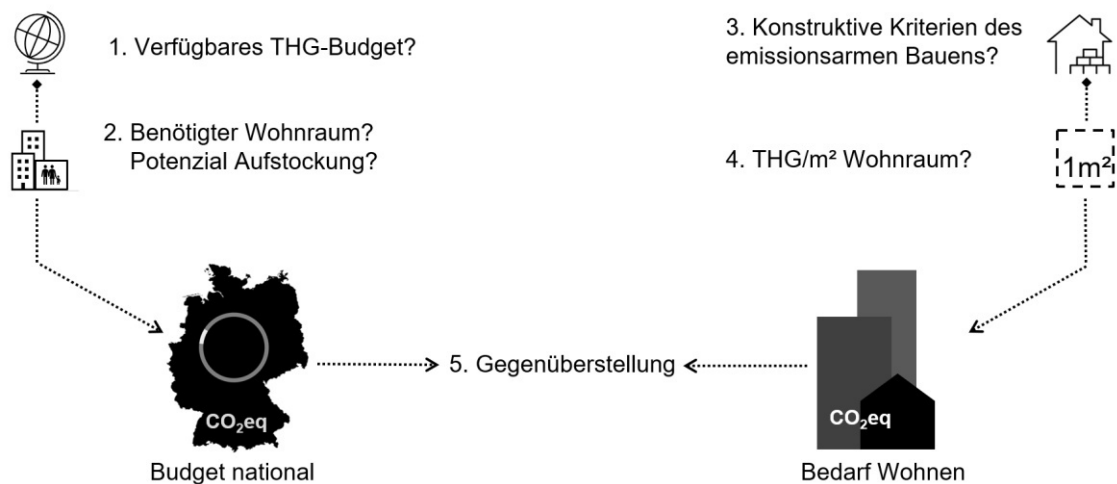 1. Verfügbares THG-Budget?
2. Benötigter Wohnraum?
Potenzial Aufstockung?
3. Konstruktive Kriterien des
emissionsarmen Bauens?
4. THG/m² Wohnraum?
1m²
5. Gegenüberstellung
CO₂eq
Budget national
CO₂eq
Bedarf Wohnen